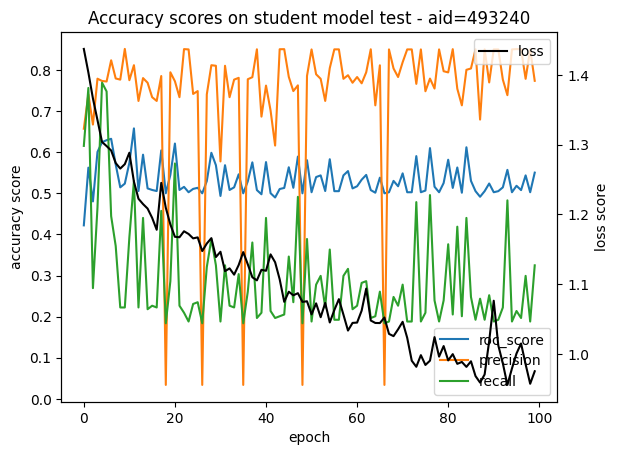 Accuracy scores on student model test - aid=493240
loss
accuracy score
0.8
0.7
0.6
0.5
0.4
0.3
0.2
0.1
0.0
loss score
1.4
1.3
1.2
1.1
1.0
roc_score
precision
recall
0
20
40
60
80
100
epoch